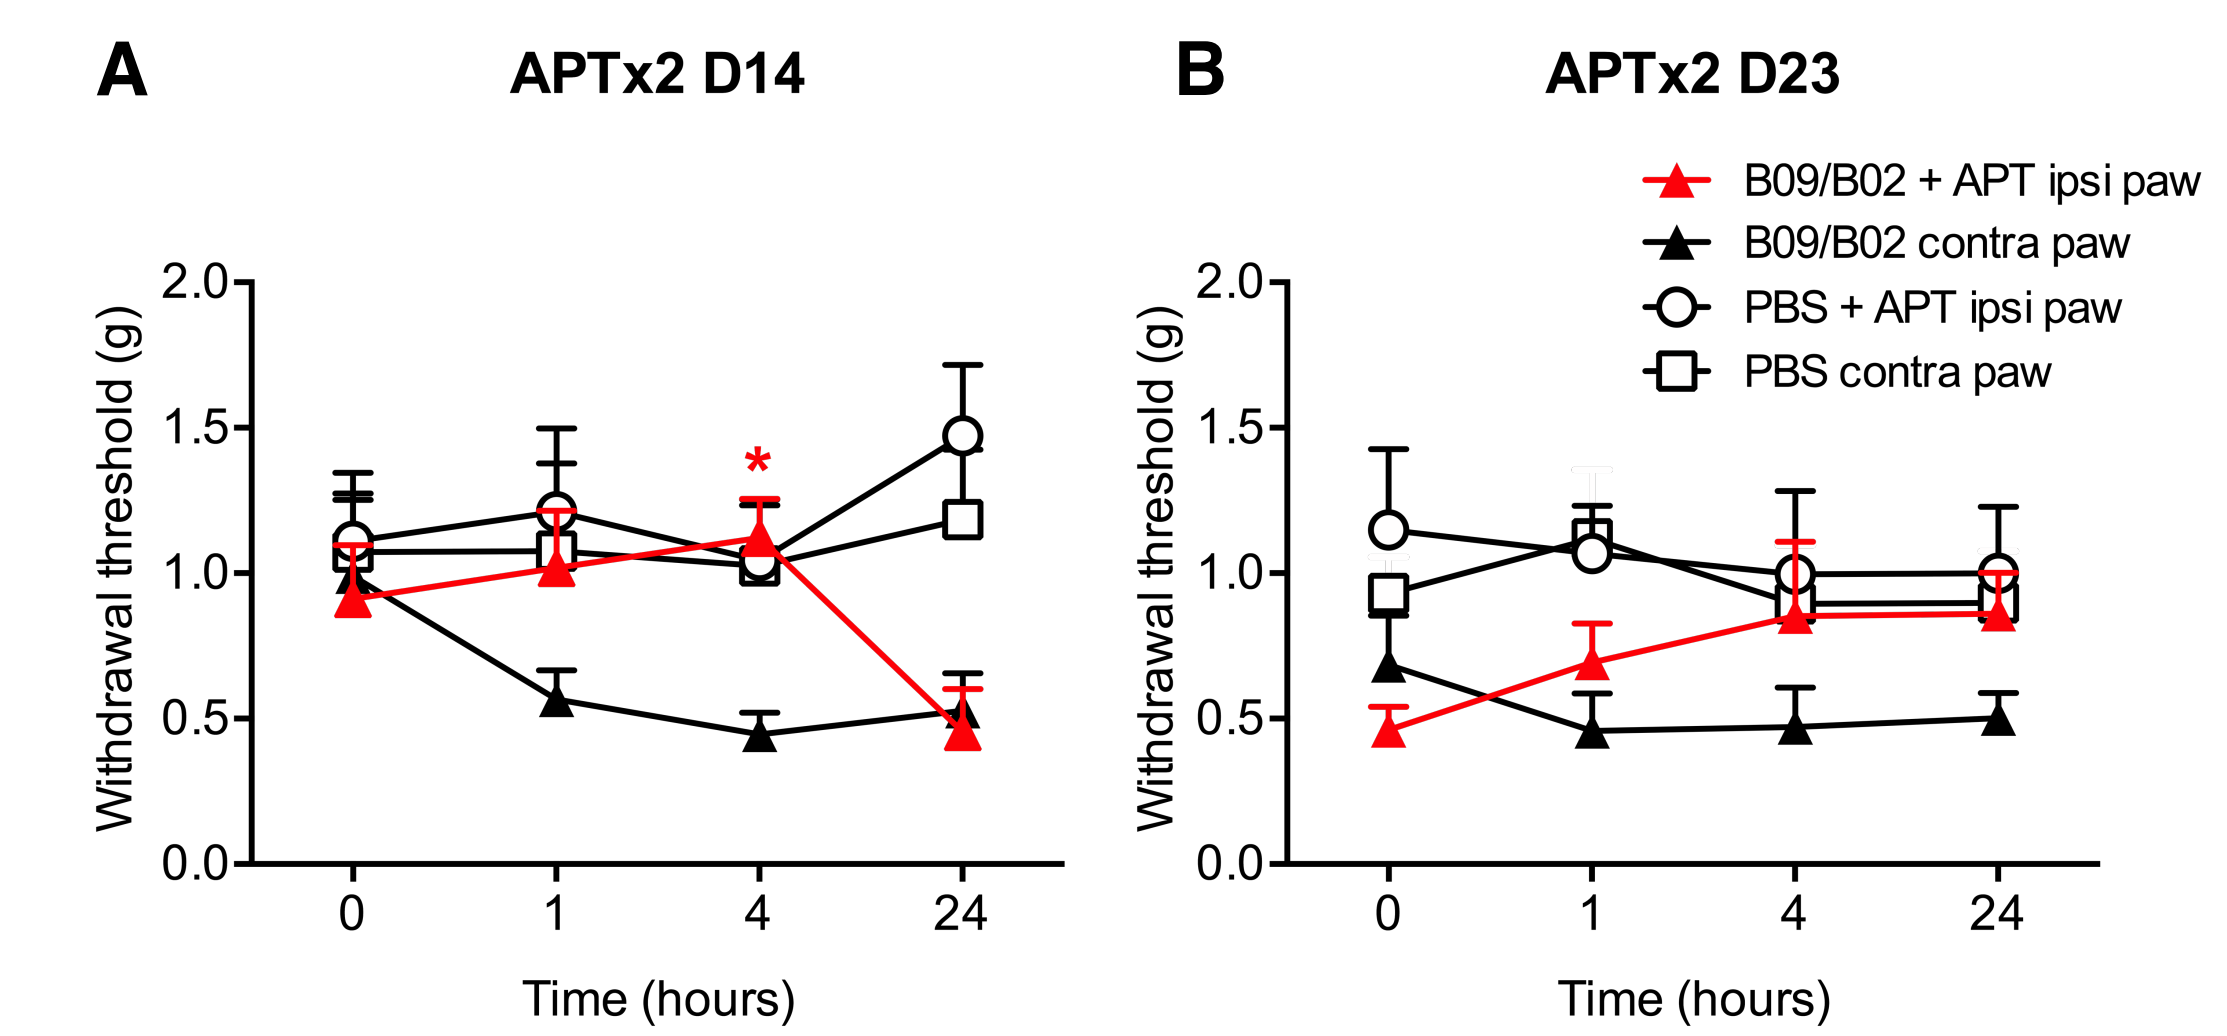 A
APTx2 D14
Withdrawal threshold (g)
2.0
1.5
1.0
0.5
0.0
*
0 1 4 24
Time (hours)
B
APTx2 D23
B09/B02 + APT ipsi paw
B09/B02 contra paw
PBS + APT ipsi paw
PBS contra paw
Withdrawal threshold (g)
2.0
1.5
1.0
0.5
0.0
0 1 4 24
Time (hours)